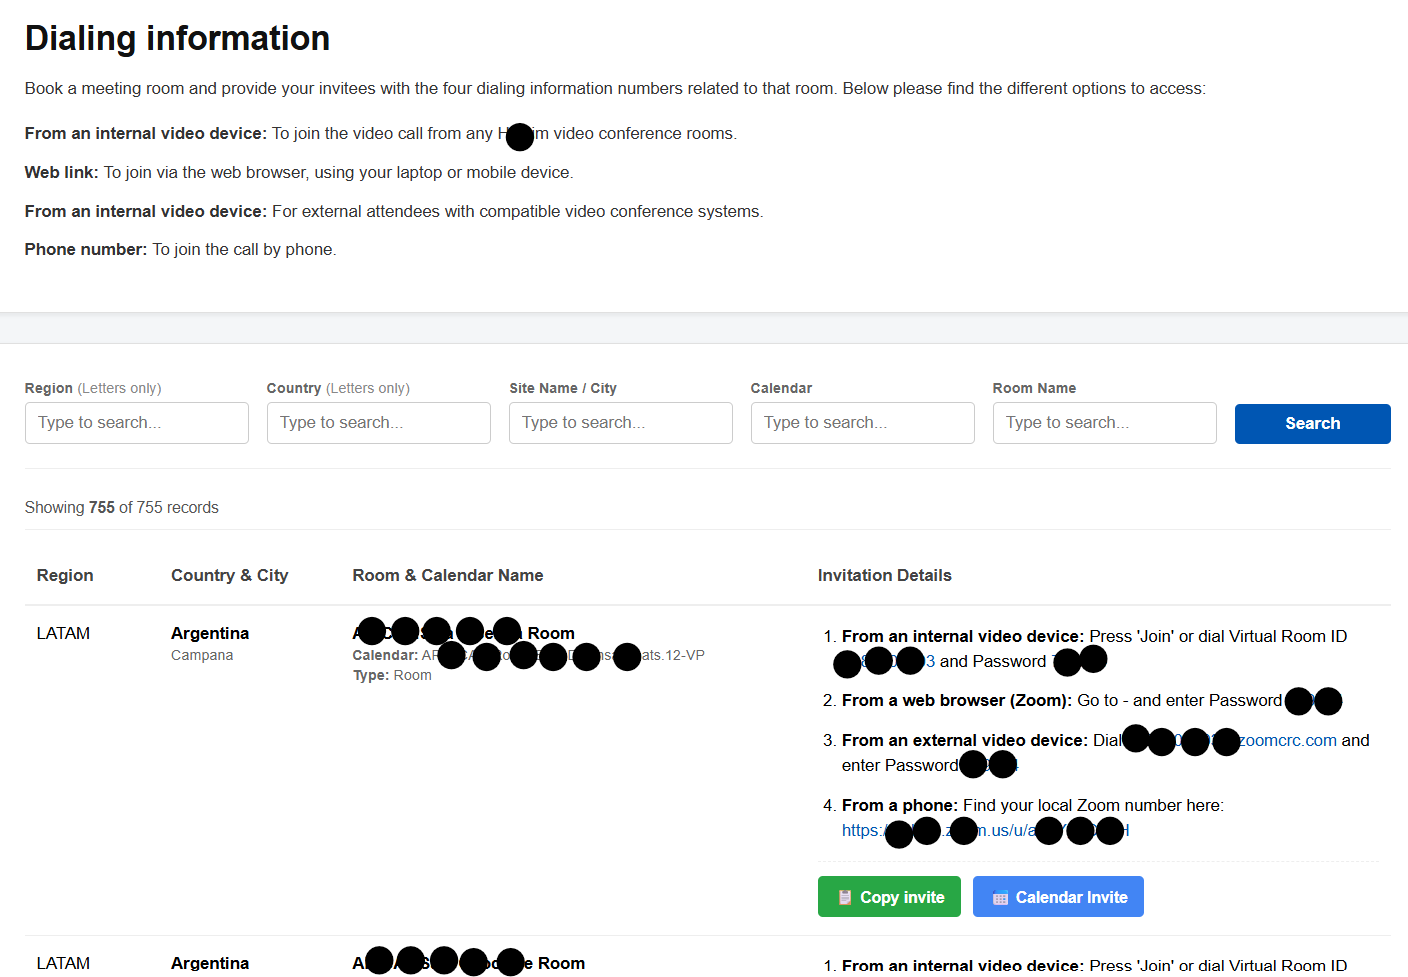 Dialing information
Book a meeting room and provide your invitees with the four dialing information numbers related to that room. Below please find the different options to access:
From an internal video device: To join the video call from any video conference rooms.
Web link: To join via the web browser, using your laptop or mobile device.
From an internal video device: For external attendees with compatible video conference systems.
Phone number: To join the call by phone.
Region (Letters only) Country (Letters only) Site Name / City Calendar Room Name
Type to search... Type to search... Type to search... Type to search... Type to search... Search
Showing 755 of 755 records
Region Country & City Room & Calendar Name Invitation Details
LATAM Argentina Room
Campana
Calendar:
Type: Room
1. From an internal video device: Press 'Join' or dial Virtual Room ID
and Password
2. From a web browser (Zoom): Go to - and enter Password
3. From an external video device: Dial zoomcrc.com and
enter Password
4. From a phone: Find your local Zoom number here:
Copy invite Calendar Invite
LATAM Argentina Room
1. From an internal video device: Press 'Join' or dial Virtual Room ID